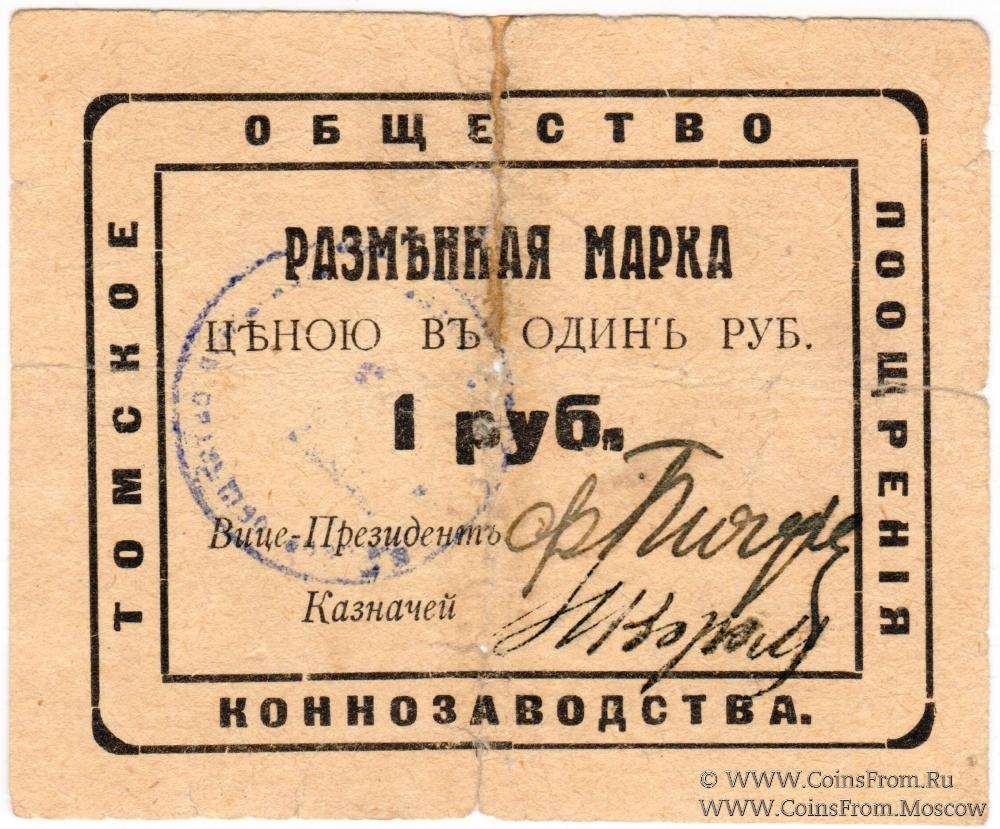 ТОМСКОЕ
ОБЩЕСТВО
ПООЩРЕНІЯ
КОННОЗАВОДСТВА.
РАЗМѢННАЯ МАРКА
ЦѢНОЮ ВЪ ОДИНЪ РУБ.
1 руб.
Вице-Президентъ
Казначей
© WWW.CoinsFrom.Ru
WWW.CoinsFrom.Moscow